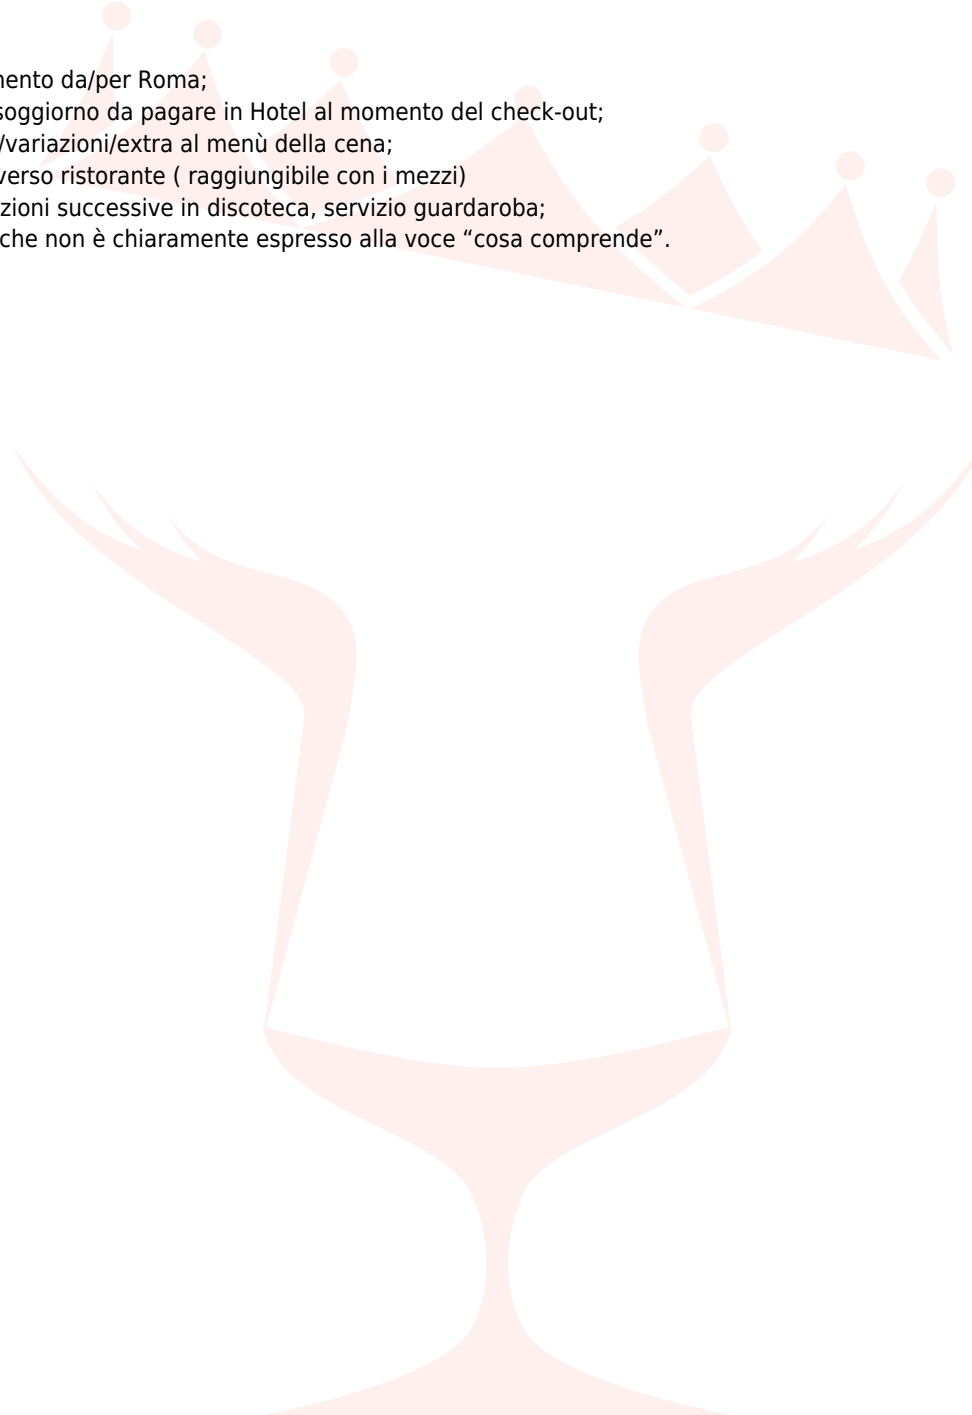 mento da/per Roma;
soggiorno da pagare in Hotel al momento del check-out;
/variazioni/extra al menù della cena;
verso ristorante ( raggiungibile con i mezzi)
zioni successive in discoteca, servizio guardaroba;
che non è chiaramente espresso alla voce “cosa comprende”.